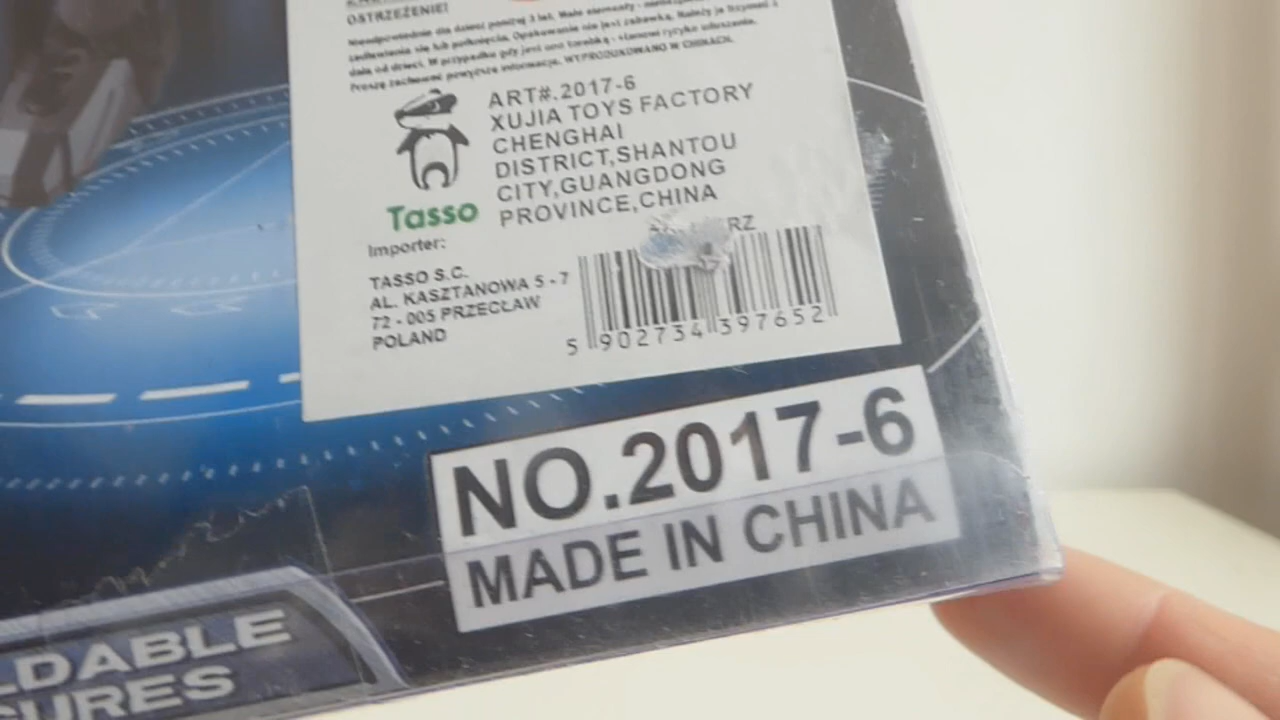 OSTRZEŻENIE!
Nieodpowiednie dla dzieci poniżej 3 lat. Małe elementy -
zadławienia się lub połknięcia. Opakowanie nie jest zabawką. Należy je trzymać z
dala od dzieci. W przypadku gdy jest ono torebką - stanowi ryzyko uduszenia.
Proszę zachować powyższe informacje. WYPRODUKOWANO W CHINACH.
ART#.2017-6
XUJIA TOYS FACTORY
CHENGHAI
DISTRICT,SHANTOU
CITY,GUANGDONG
PROVINCE,CHINA
Tasso
Importer:
TASSO S.C.
AL. KASZTANOWA 5 - 7
72 - 005 PRZECŁAW
POLAND
RZ
5 902734 397652
NO.2017-6
MADE IN CHINA
LDABLE
URES